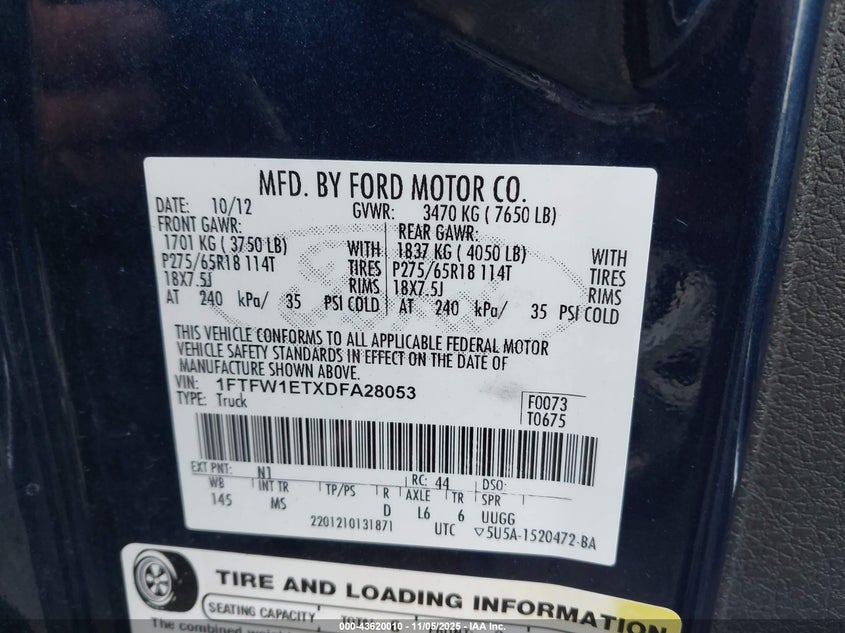 MFD. BY FORD MOTOR CO.
DATE: 10/12 GVWR: 3470 KG ( 7650 LB)
FRONT GAWR: REAR GAWR:
1701 KG ( 3750 LB) WITH 1837 KG ( 4050 LB) WITH
P275/65R18 114T TIRES P275/65R18 114T TIRES
18X7.5J RIMS 18X7.5J RIMS
AT 240 kPa/ 35 PSI COLD AT 240 kPa/ 35 PSI COLD
THIS VEHICLE CONFORMS TO ALL APPLICABLE FEDERAL MOTOR
VEHICLE SAFETY STANDARDS IN EFFECT ON THE DATE OF
MANUFACTURE SHOWN ABOVE.
VIN: 1FTFW1ETXDFA28053 F0073
TYPE: Truck T0675
EXT PNT: N1 RC: 44 DSO:
WB INT TR TP/PS R AXLE TR SPR
145 MS D L6 6 UUGG
2201210131871 UTC ▽5U5A-1520472-BA
TIRE AND LOADING INFORMATION
SEATING CAPACITY
The combined
000-43620010 - 11/05/2025 - IAA Inc.